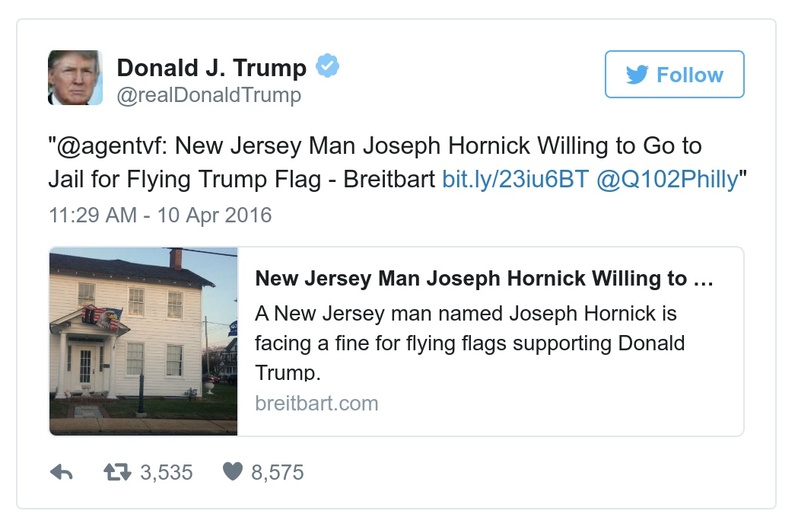 Donald J. Trump
@realDonaldTrump
Follow
"@agentvf: New Jersey Man Joseph Hornick Willing to Go to
Jail for Flying Trump Flag - Breitbart bit.ly/23iu6BT @Q102Philly"
11:29 AM - 10 Apr 2016
New Jersey Man Joseph Hornick Willing to ...
A New Jersey man named Joseph Hornick is
facing a fine for flying flags supporting Donald
Trump.
breitbart.com
3,535 8,575